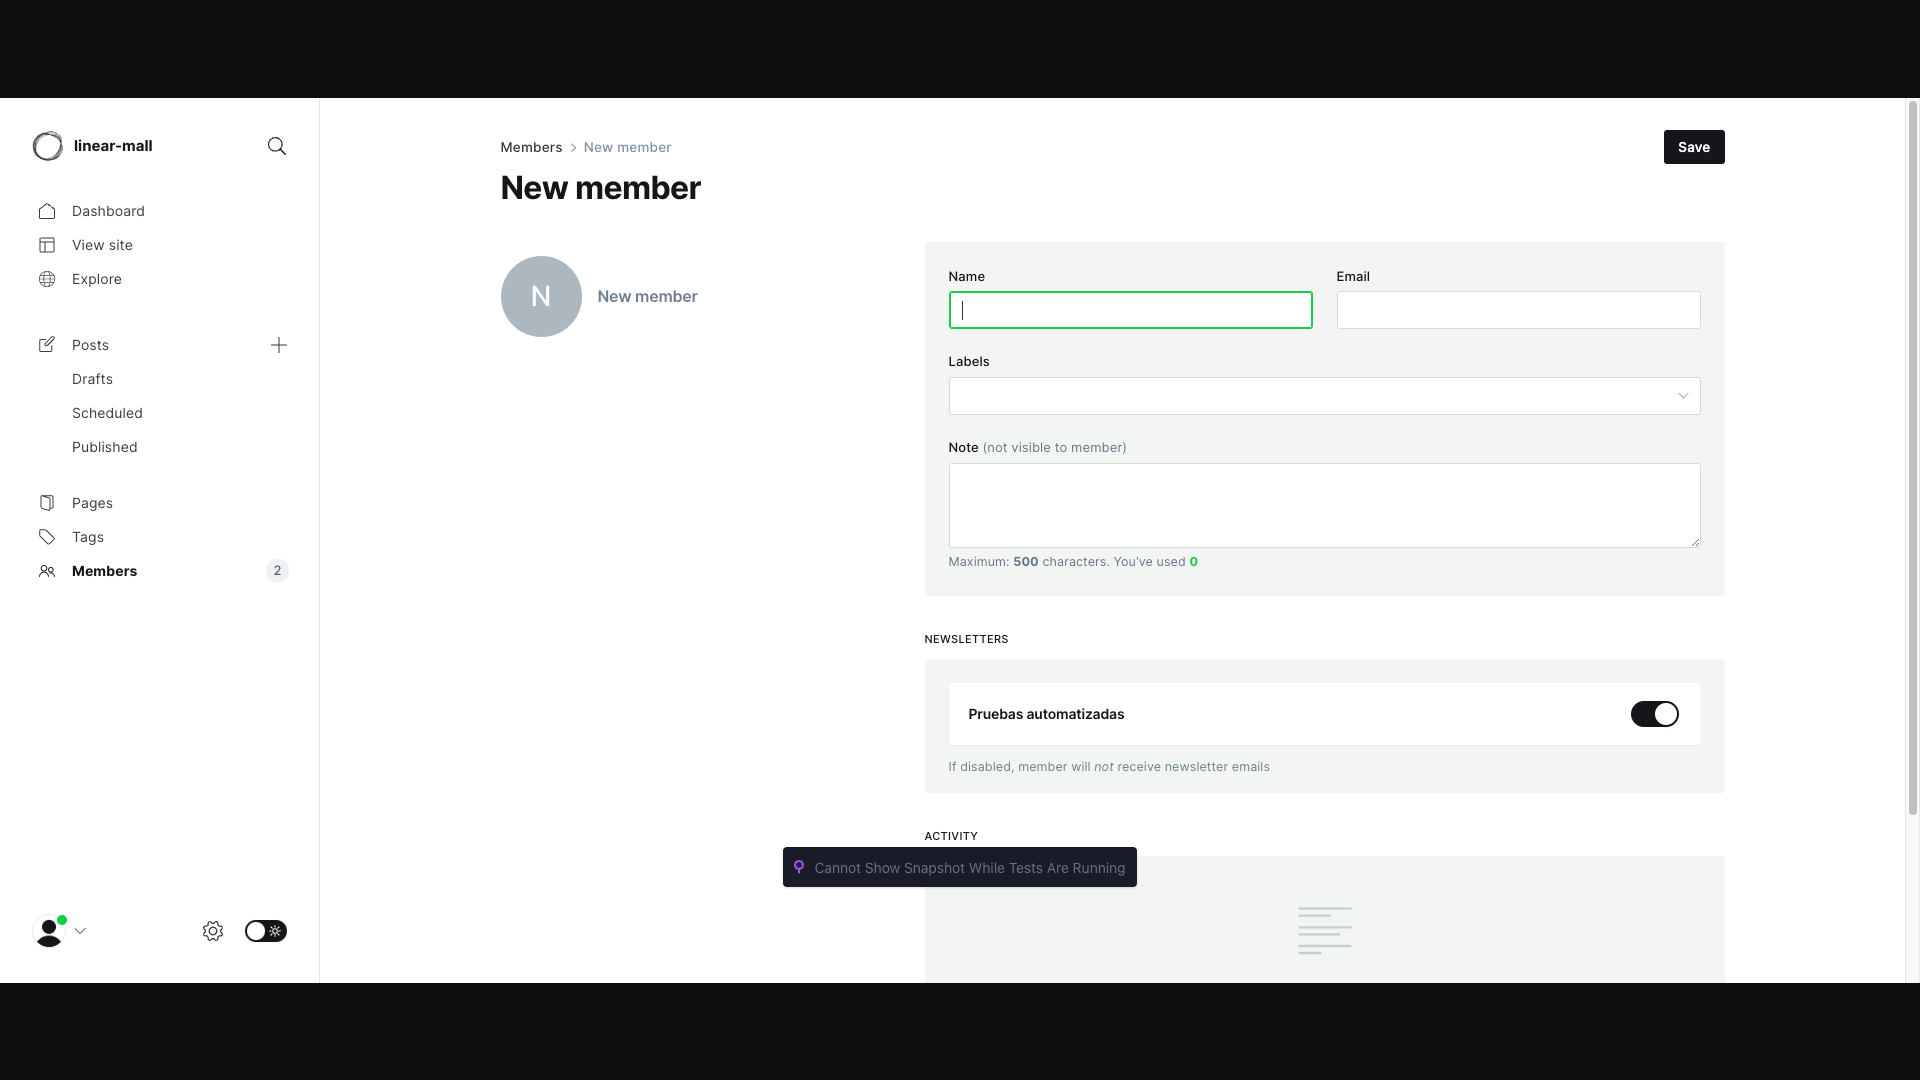 linear-mall
Dashboard
View site
Explore
Posts
Drafts
Scheduled
Published
Pages
Tags
Members 2
Members > New member
Save
New member
N New member
Name
Email
Labels
Note (not visible to member)
Maximum: 500 characters. You’ve used 0
NEWSLETTERS
Pruebas automatizadas
If disabled, member will not receive newsletter emails
ACTIVITY
Cannot Show Snapshot While Tests Are Running